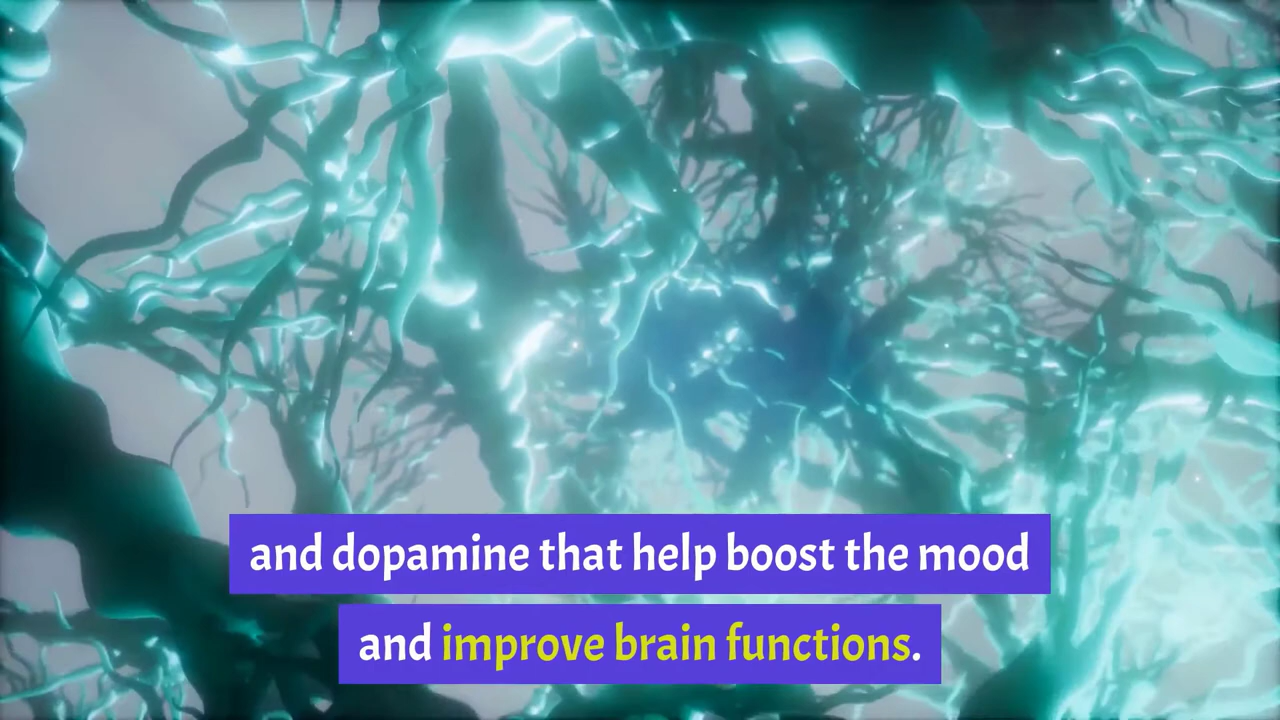 and dopamine that help boost the mood
and improve brain functions.